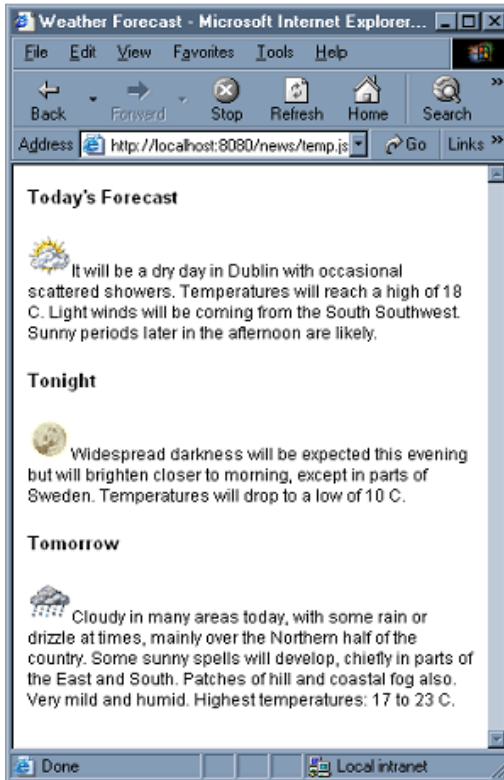 Weather Forecast - Microsoft Internet Explorer...
File Edit View Favorites Tools Help
»
Back Forward Stop Refresh Home Search
Address http://localhost:8080/news/temp.js Go Links »
Today's Forecast
It will be a dry day in Dublin with occasional
scattered showers. Temperatures will reach a high of 18
C. Light winds will be coming from the South Southwest.
Sunny periods later in the afternoon are likely.
Tonight
Widespread darkness will be expected this evening
but will brighten closer to morning, except in parts of
Sweden. Temperatures will drop to a low of 10 C.
Tomorrow
Cloudy in many areas today, with some rain or
drizzle at times, mainly over the Northern half of the
country. Some sunny spells will develop, chiefly in parts of
the East and South. Patches of hill and coastal fog also.
Very mild and humid. Highest temperatures: 17 to 23 C.
Done Local intranet